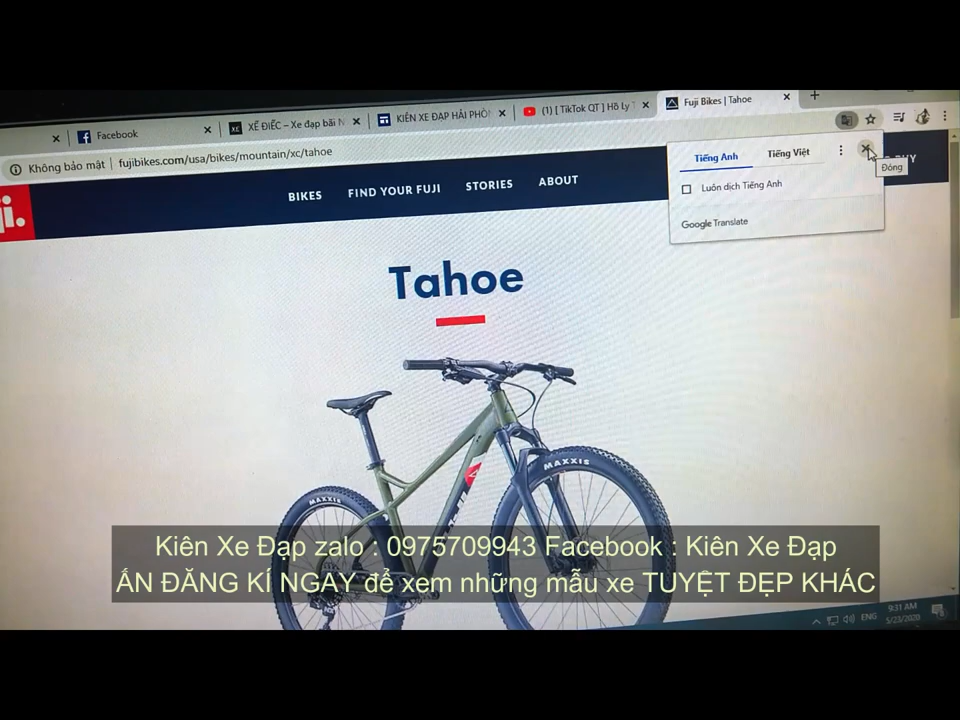 Facebook
XẾ ĐIẾC – Xe đạp bãi N
KIÊN XE ĐẠP HẢI PHÒN
(1) [ TikTok QT ] Hồ Ly T
Fuji Bikes | Tahoe
Không bảo mật | fujibikes.com/usa/bikes/mountain/xc/tahoe
ji.
BIKES
FIND YOUR FUJI
STORIES
ABOUT
BUY
Tiếng Anh
Tiếng Việt
Đóng
Luôn dịch Tiếng Anh
Google Translate
Tahoe
MAXXIS
MAXXIS
Kiên Xe Đạp zalo : 0975709943 Facebook : Kiên Xe Đạp
ẤN ĐĂNG KÍ NGAY để xem những mẫu xe TUYỆT ĐẸP KHÁC
ENG
9:31 AM
5/23/2020